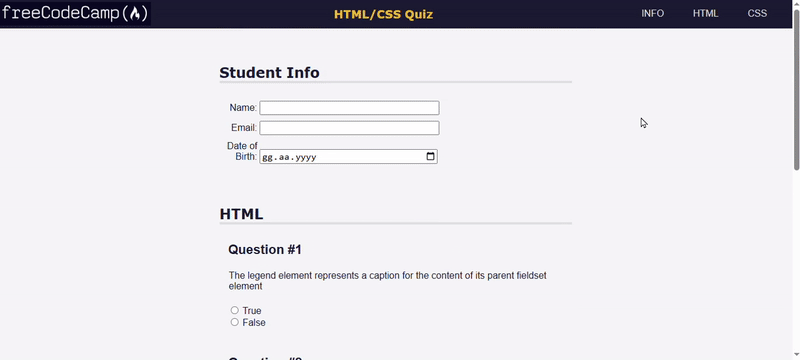 freeCodeCamp(🔥)
HTML/CSS Quiz
INFO HTML CSS
Student Info
Name:
Email:
Date of
Birth: gg.aa.yyyy
HTML
Question #1
The legend element represents a caption for the content of its parent fieldset
element
True
False